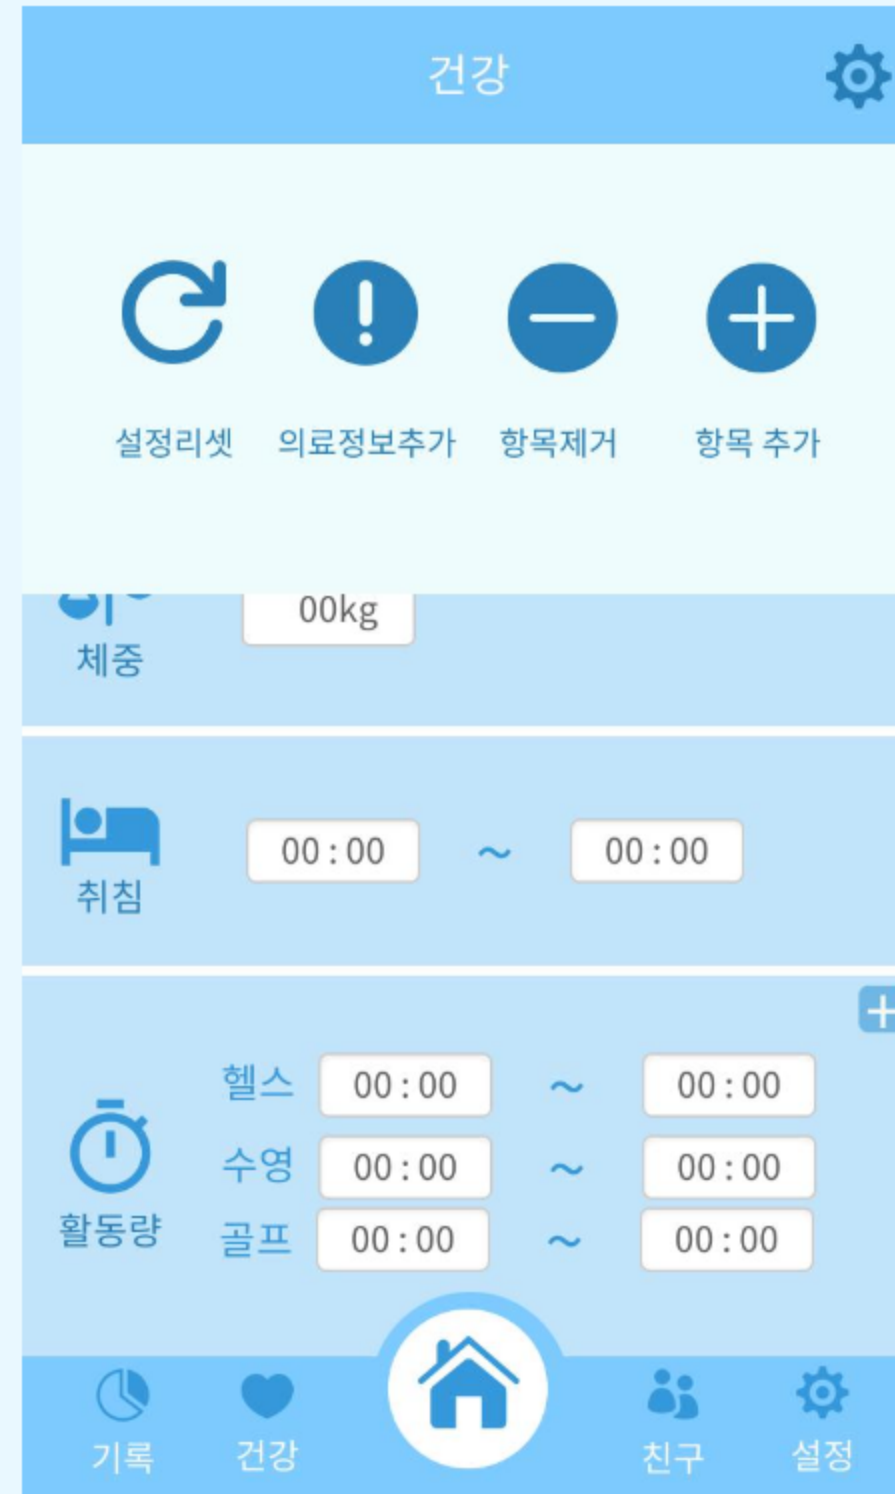 건강
설정리셋 의료정보추가 항목제거 항목 추가
00kg
체중
00:00 ~ 00:00
취침
헬스 00:00 ~ 00:00
수영 00:00 ~ 00:00
활동량
골프 00:00 ~ 00:00
기록 건강 친구 설정